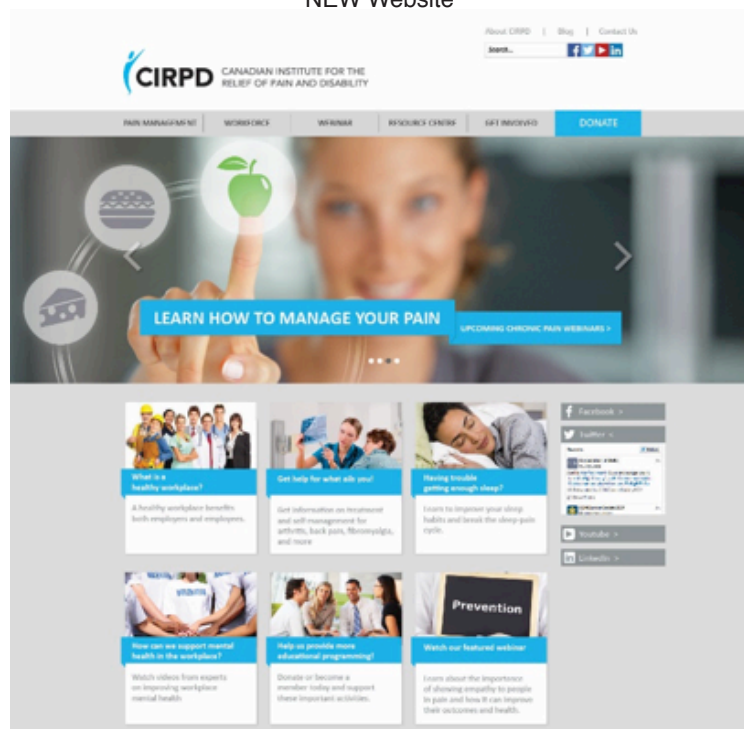 NEW Website
About CIRPD | Blog | Contact Us
Search...
CIRPD CANADIAN INSTITUTE FOR THE
RELIEF OF PAIN AND DISABILITY
PAIN MANAGEMENT WORKFORCE WEBINAR RESOURCE CENTRE GET INVOLVED DONATE
LEARN HOW TO MANAGE YOUR PAIN
UPCOMING CHRONIC PAIN WEBINARS >
What is a
healthy workplace?
A healthy workplace benefits
both employers and employees.
Get help for what ails you!
Get information on treatment
and self management for
arthritis, back pain, fibromyalga,
and more
Having trouble
getting enough sleep?
Learn to improve your sleep
habits and break the sleep-pain
cycle.
Facebook >
Twitter <
Youtube >
LinkedIn >
How can we support mental
health in the workplace?
Watch videos from experts
on improving workplace
mental health
Help us provide more
educational programming!
Donate or become a
member today and support
these important activities.
Prevention
Watch our featured webinar
Learn about the importance
of showing empathy to people
in pain and how it can improve
their outcomes and health.